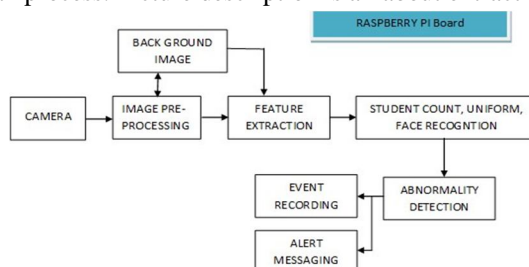 RASPBERRY PI Board
BACK GROUND
IMAGE
CAMERA
IMAGE PRE-
PROCESSING
FEATURE
EXTRACTION
STUDENT COUNT, UNIFORM,
FACE RECOGNTION
EVENT
RECORDING
ABNORMALITY
DETECTION
ALERT
MESSAGING